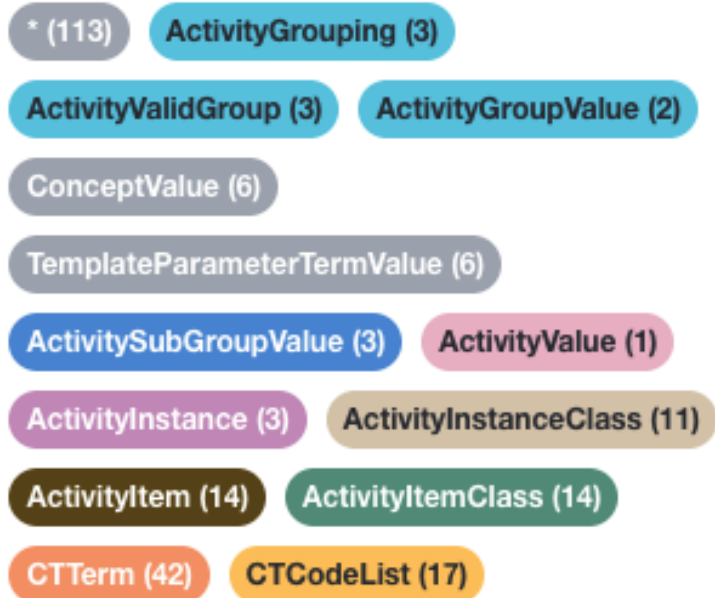 * (113) ActivityGrouping (3)
ActivityValidGroup (3) ActivityGroupValue (2)
ConceptValue (6)
TemplateParameterTermValue (6)
ActivitySubGroupValue (3) ActivityValue (1)
ActivityInstance (3) ActivityInstanceClass (11)
ActivityItem (14) ActivityItemClass (14)
CTTerm (42) CTCodeList (17)